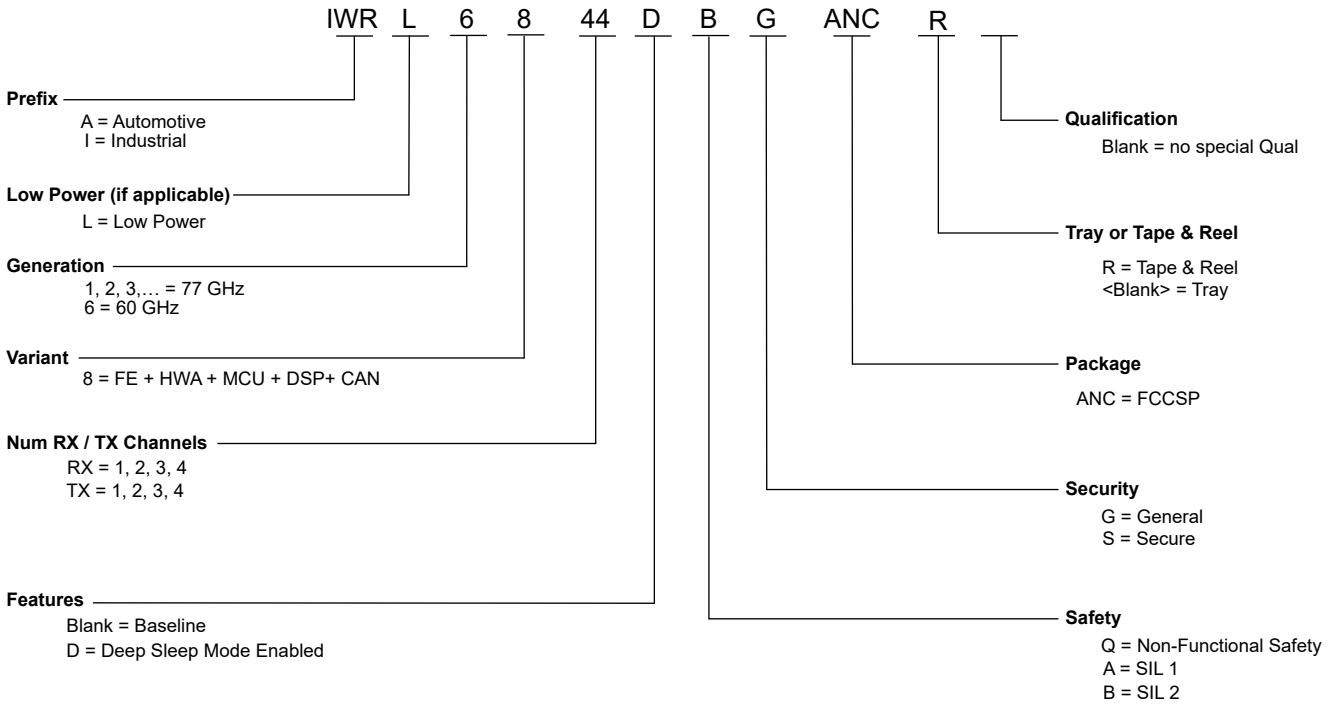 IWR L 6 8 44 D B G ANC R
Prefix
A = Automotive
I = Industrial
Low Power (if applicable)
L = Low Power
Generation
1, 2, 3,… = 77 GHz
6 = 60 GHz
Variant
8 = FE + HWA + MCU + DSP+ CAN
Num RX / TX Channels
RX = 1, 2, 3, 4
TX = 1, 2, 3, 4
Features
Blank = Baseline
D = Deep Sleep Mode Enabled
Qualification
Blank = no special Qual
Tray or Tape & Reel
R = Tape & Reel
<Blank> = Tray
Package
ANC = FCCSP
Security
G = General
S = Secure
Safety
Q = Non-Functional Safety
A = SIL 1
B = SIL 2